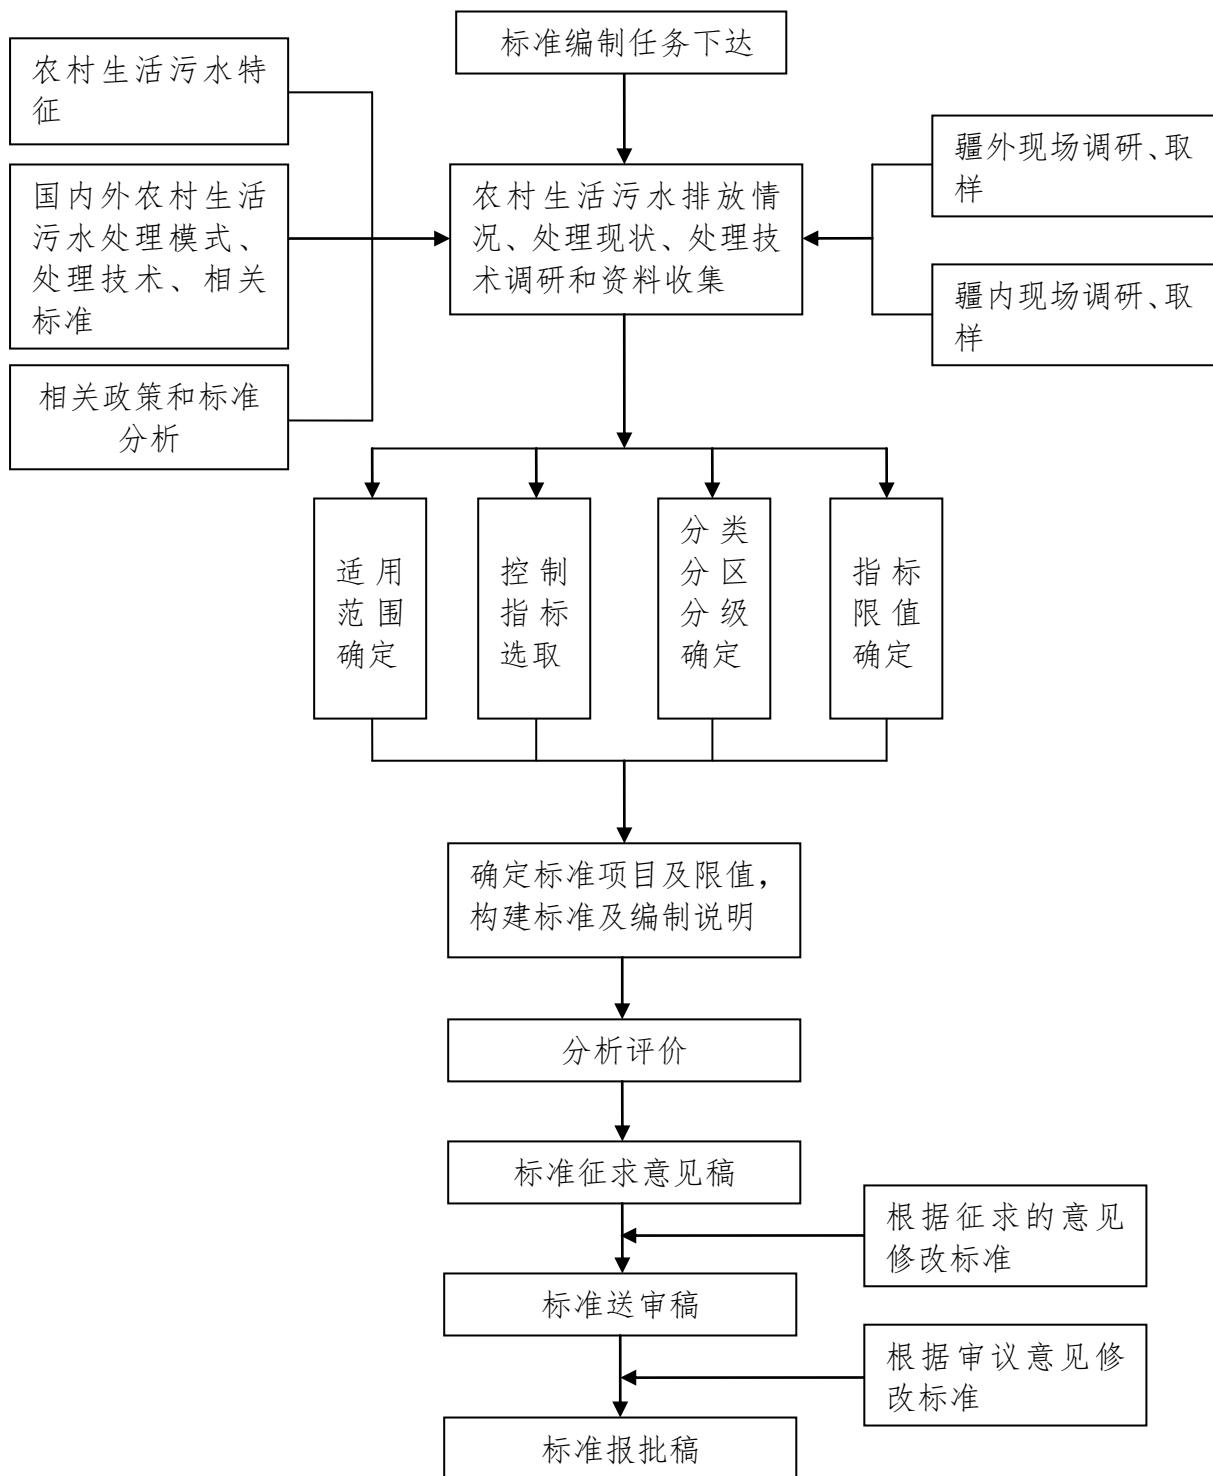 标准编制任务下达
农村生活污水特
征
国内外农村生活
污水处理模式、
处理技术、相关
标准
相关政策和标准
分析
农村生活污水排放情
况、处理现状、处理技
术调研和资料收集
疆外现场调研、取
样
疆内现场调研、取
样
适用
范围
确定
控制
指标
选取
分类
分区
分级
确定
指标
限值
确定
确定标准项目及限值，
构建标准及编制说明
分析评价
标准征求意见稿
根据征求的意见
修改标准
标准送审稿
根据审议意见修
改标准
标准报批稿